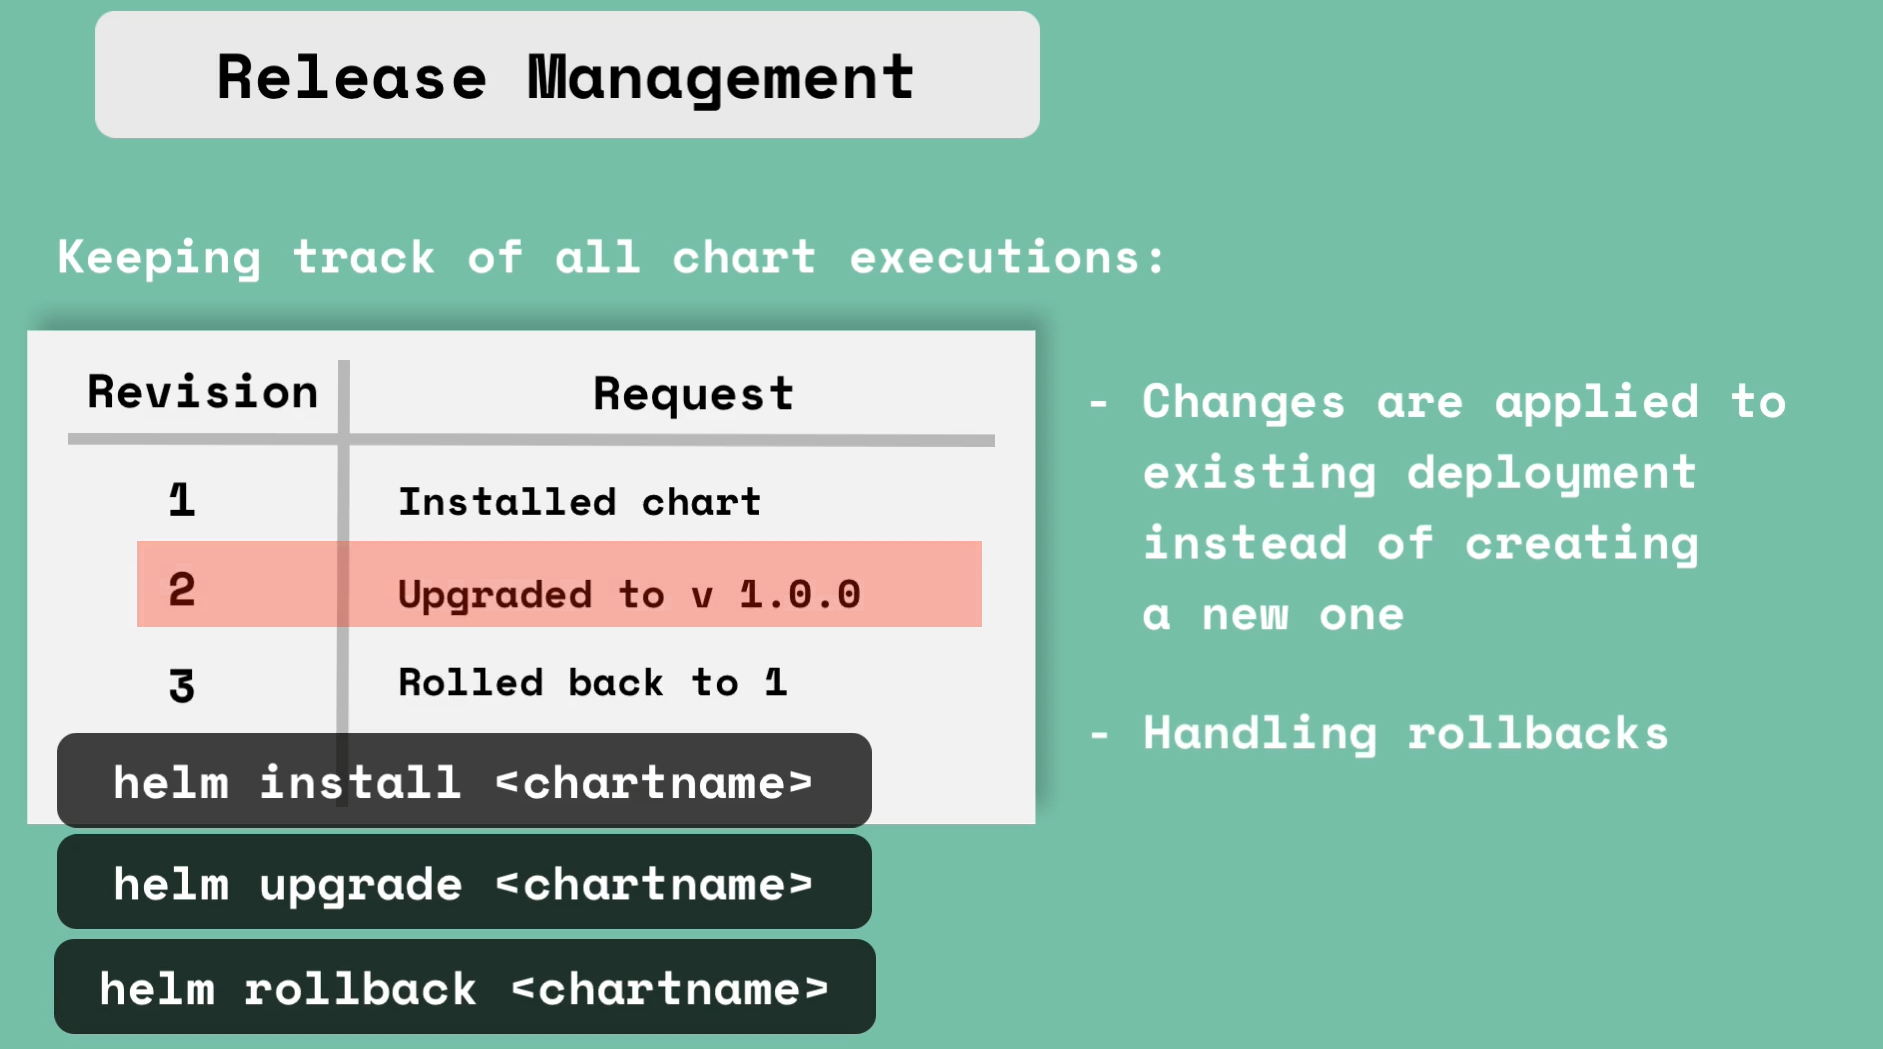 Release Management
Keeping track of all chart executions:
Revision Request
1 Installed chart
2 Upgraded to v 1.0.0
3 Rolled back to 1
helm install <chartname>
helm upgrade <chartname>
helm rollback <chartname>
- Changes are applied to
existing deployment
instead of creating
a new one
- Handling rollbacks